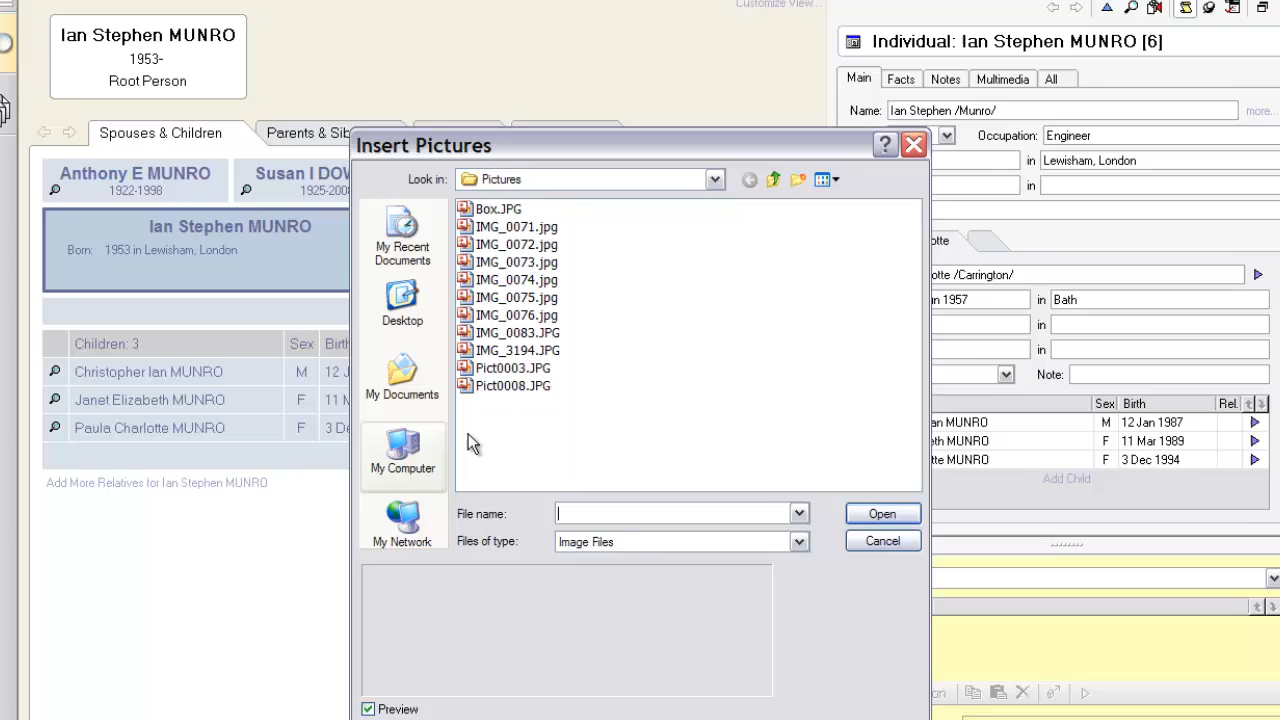 Customize View...
Ian Stephen MUNRO
1953-
Root Person
Individual: Ian Stephen MUNRO [6]
Main
Facts
Notes
Multimedia
All
Name:
Ian Stephen /Munro/
more...
Occupation:
Engineer
in
Lewisham, London
in
Spouses & Children
Parents & Sib
Anthony E MUNRO
1922-1998
Susan I DOW
1925-200
Ian Stephen MUNRO
Born: 1953 in Lewisham, London
Children: 3
Sex
Birth
Christopher Ian MUNRO
M
12 J
Janet Elizabeth MUNRO
F
11 M
Paula Charlotte MUNRO
F
3 De
Add More Relatives for Ian Stephen MUNRO
Insert Pictures
Look in:
Pictures
My Recent
Documents
Desktop
My Documents
My Computer
My Network
Box.JPG
IMG_0071.jpg
IMG_0072.jpg
IMG_0073.jpg
IMG_0074.jpg
IMG_0075.jpg
IMG_0076.jpg
IMG_0083.JPG
IMG_3194.JPG
Pict0003.JPG
Pict0008.JPG
File name:
Open
Files of type:
Image Files
Cancel
Preview
otte
otte /Carrington/
n 1957
in
Bath
in
in
Note:
Sex
Birth
Rel.
an MUNRO
M
12 Jan 1987
eth MUNRO
F
11 Mar 1989
tte MUNRO
F
3 Dec 1994
Add Child
on